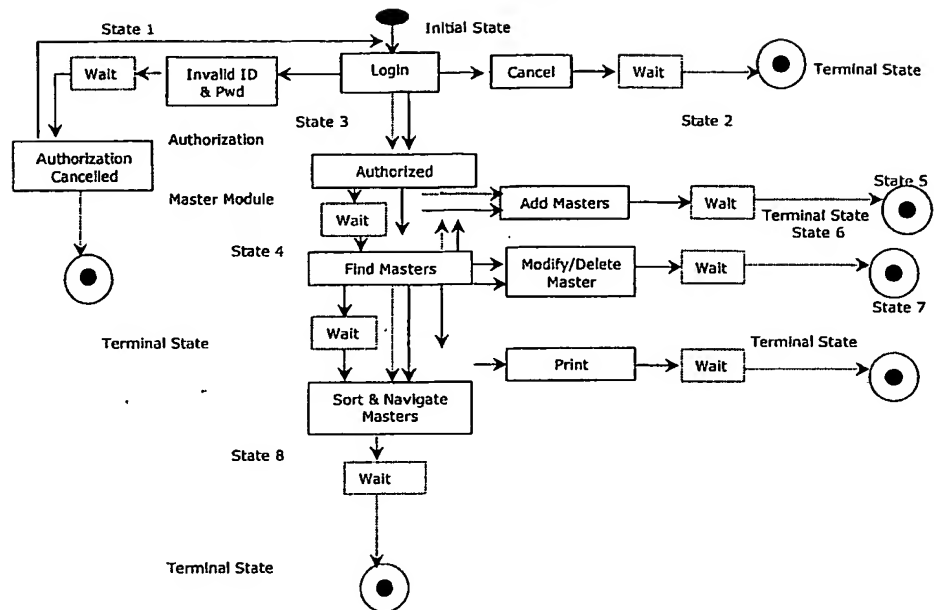 State 1
Initial State
Wait
Invalid ID
& Pwd
Login
Cancel
Wait
Terminal State
State 3
State 2
Authorization
Authorization
Cancelled
Authorized
Master Module
Wait
Add Masters
Wait
State 5
Terminal State
State 6
State 4
Find Masters
Modify/Delete
Master
Wait
State 7
Wait
Terminal State
Print
Wait
Terminal State
Sort & Navigate
Masters
State 8
Wait
Terminal State